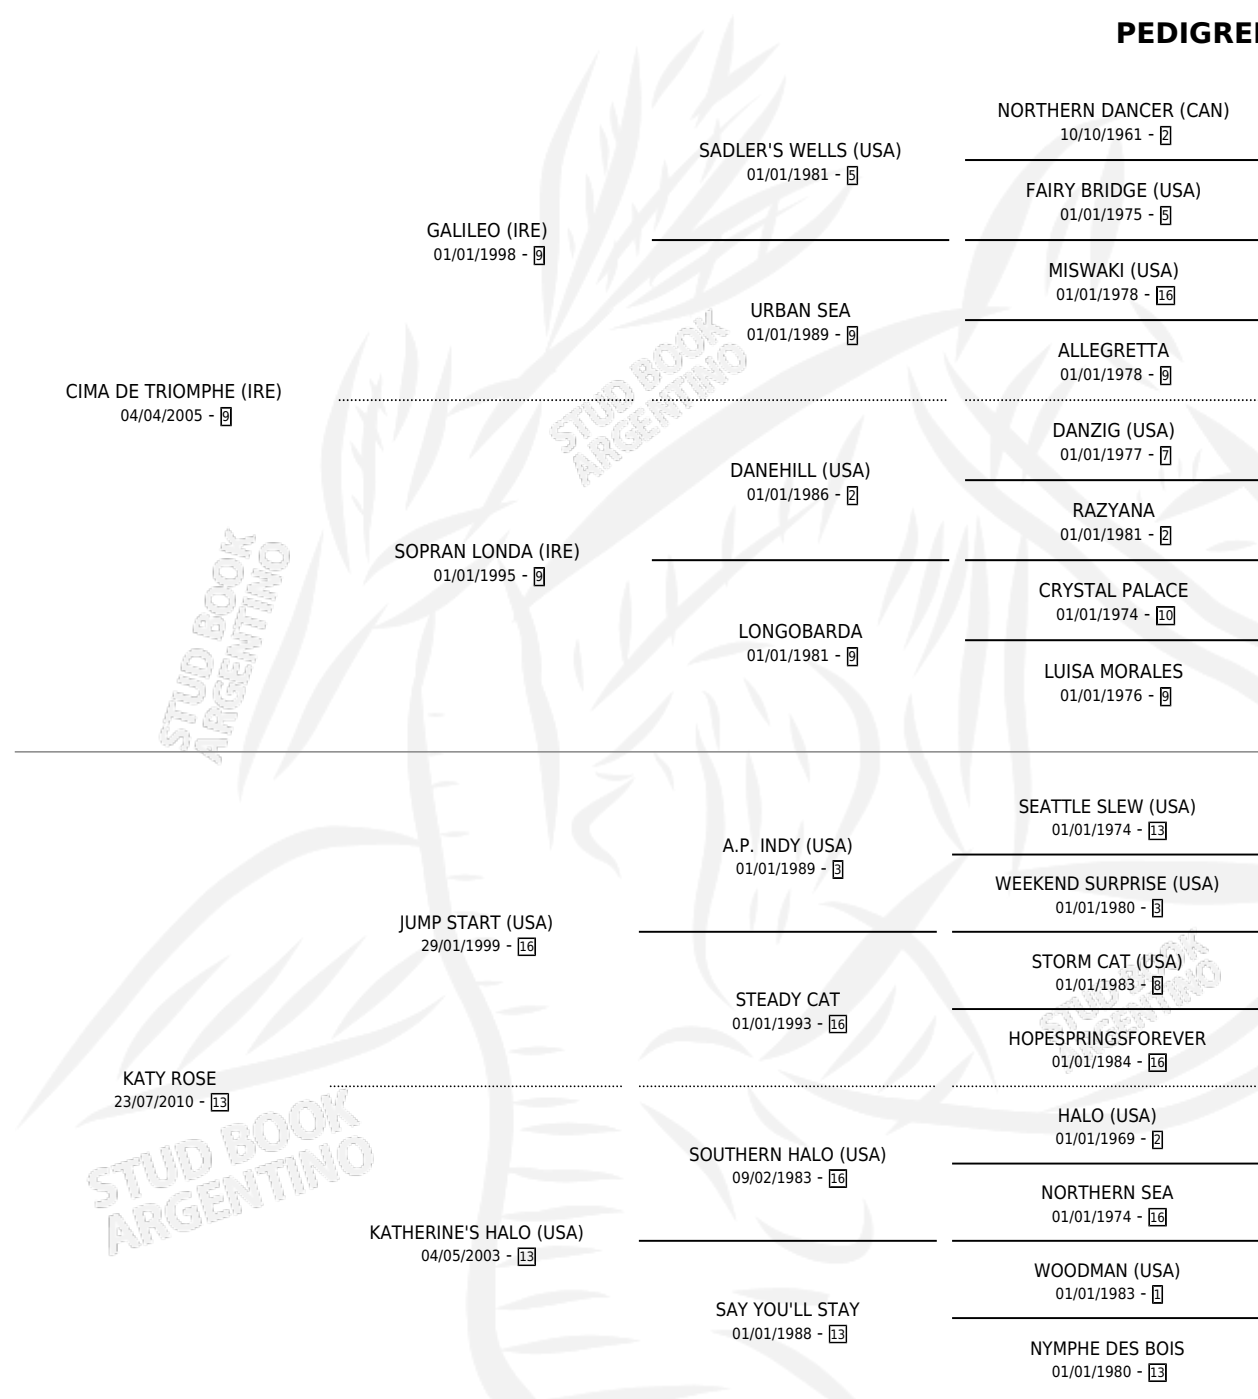 PEDIGREE
NORTHERN DANCER (CAN)
10/10/1961 - 2
SADLER'S WELLS (USA)
01/01/1981 - 5
FAIRY BRIDGE (USA)
01/01/1975 - 5
GALILEO (IRE)
01/01/1998 - 9
MISWAKI (USA)
01/01/1978 - 16
URBAN SEA
01/01/1989 - 9
ALLEGRETTA
01/01/1978 - 9
CIMA DE TRIOMPHE (IRE)
04/04/2005 - 9
DANZIG (USA)
01/01/1977 - 7
DANEHILL (USA)
01/01/1986 - 2
RAZYANA
01/01/1981 - 2
SOPRAN LONDA (IRE)
01/01/1995 - 9
CRYSTAL PALACE
01/01/1974 - 10
LONGOBARDA
01/01/1981 - 9
LUISA MORALES
01/01/1976 - 9
SEATTLE SLEW (USA)
01/01/1974 - 13
A.P. INDY (USA)
01/01/1989 - 3
WEEKEND SURPRISE (USA)
01/01/1980 - 3
JUMP START (USA)
29/01/1999 - 16
STORM CAT (USA)
01/01/1983 - 8
STEADY CAT
01/01/1993 - 16
HOPESPRINGSFOREVER
01/01/1984 - 16
KATY ROSE
23/07/2010 - 13
HALO (USA)
01/01/1969 - 2
SOUTHERN HALO (USA)
09/02/1983 - 16
NORTHERN SEA
01/01/1974 - 16
KATHERINE'S HALO (USA)
04/05/2003 - 13
WOODMAN (USA)
01/01/1983 - 1
SAY YOU'LL STAY
01/01/1988 - 13
NYMPHE DES BOIS
01/01/1980 - 13
STUD BOOK
ARGENTINO
STUD BOOK
ARGENTINO
STUD BOOK
ARGENTINO
STUD BOOK
ARGENTINO